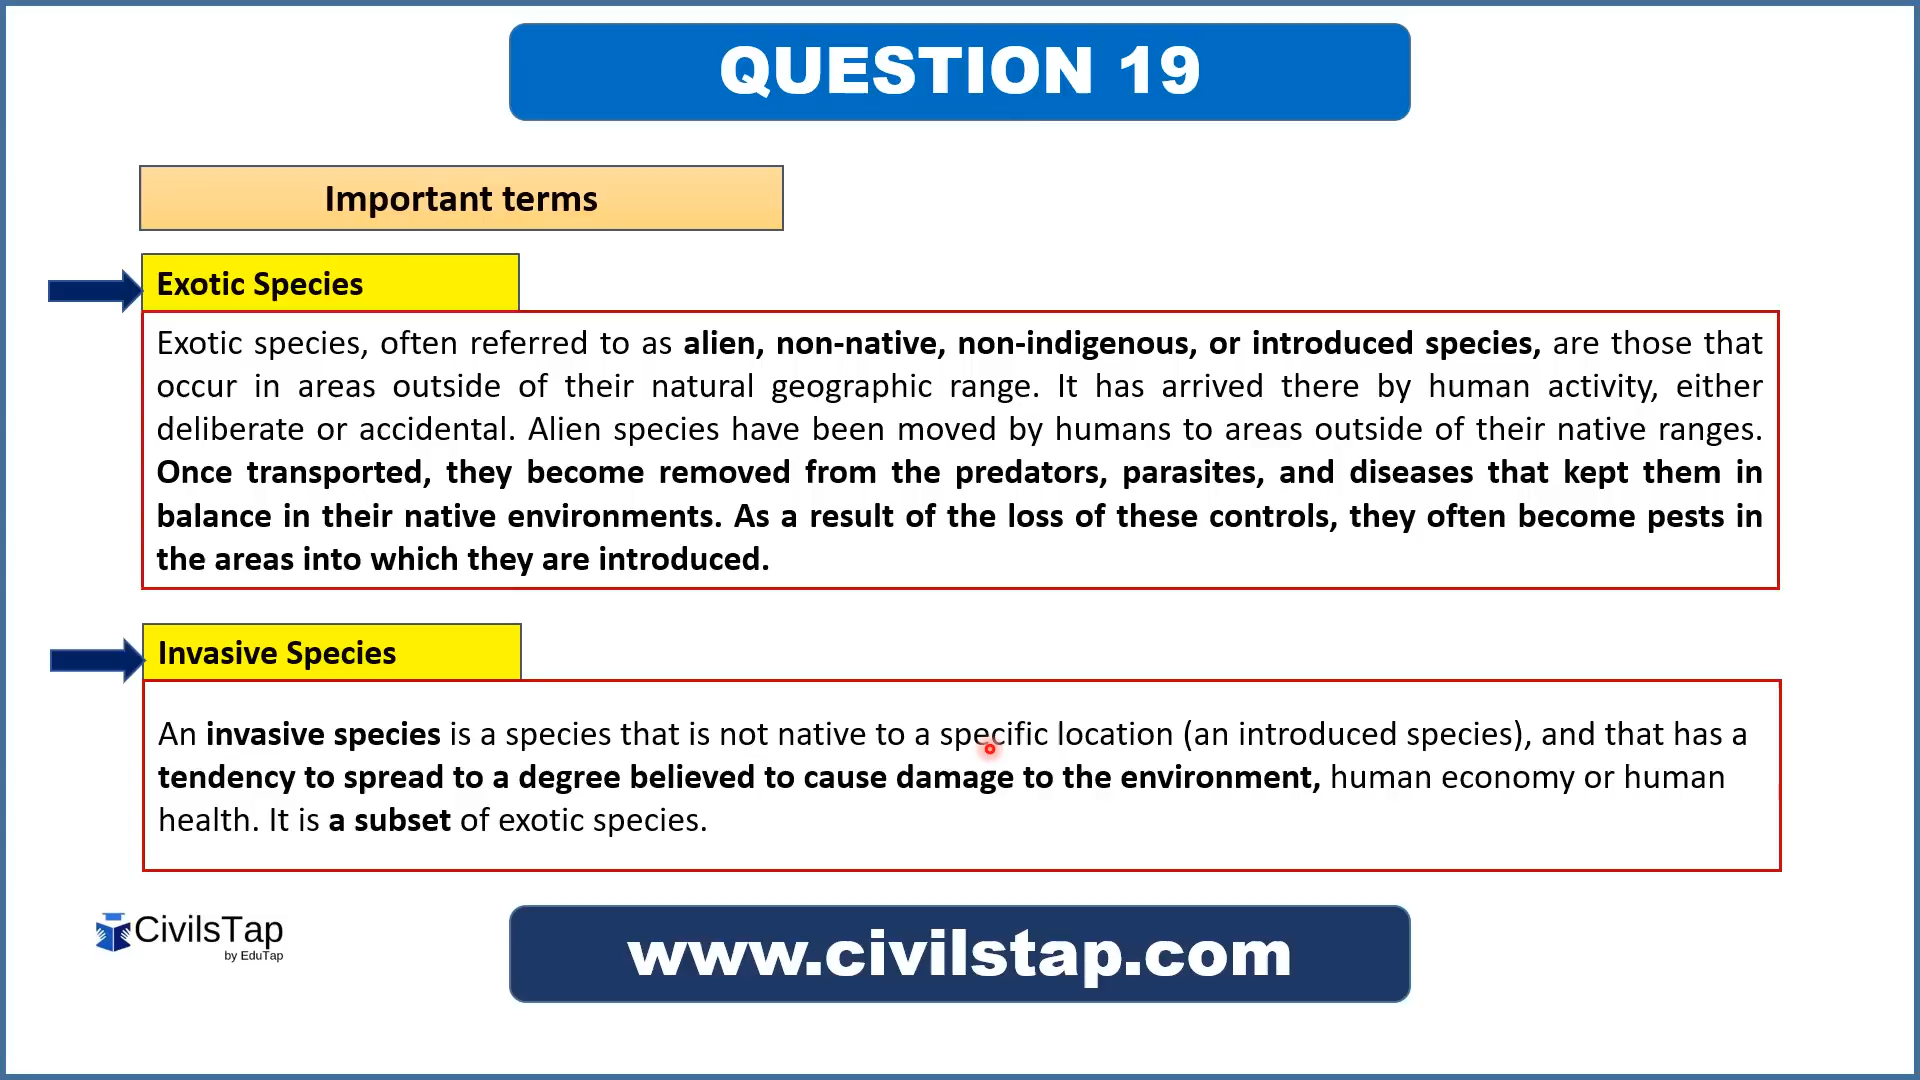 QUESTION 19
Important terms
Exotic Species
Exotic species, often referred to as alien, non-native, non-indigenous, or introduced species, are those that
occur in areas outside of their natural geographic range. It has arrived there by human activity, either
deliberate or accidental. Alien species have been moved by humans to areas outside of their native ranges.
Once transported, they become removed from the predators, parasites, and diseases that kept them in
balance in their native environments. As a result of the loss of these controls, they often become pests in
the areas into which they are introduced.
Invasive Species
An invasive species is a species that is not native to a specific location (an introduced species), and that has a
tendency to spread to a degree believed to cause damage to the environment, human economy or human
health. It is a subset of exotic species.
CivilsTap
by EduTap
www.civilstap.com